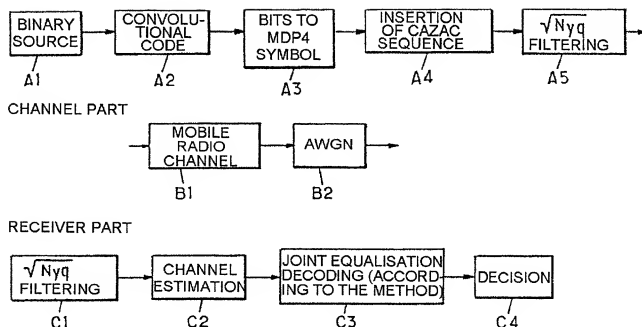 BINARY SOURCE
CONVOLU-
TIONAL
CODE
BITS TO
MDP4
SYMBOL
INSERTION
OF CAZAC
SEQUENCE
√Nyq
FILTERING
A1
A2
A3
A4
A5
CHANNEL PART
MOBILE
RADIO
CHANNEL
AWGN
B1
B2
RECEIVER PART
√Nyq
FILTERING
CHANNEL
ESTIMATION
JOINT EQUALISATION
DECODING (ACCORD-
ING TO THE METHOD)
DECISION
C1
C2
C3
C4